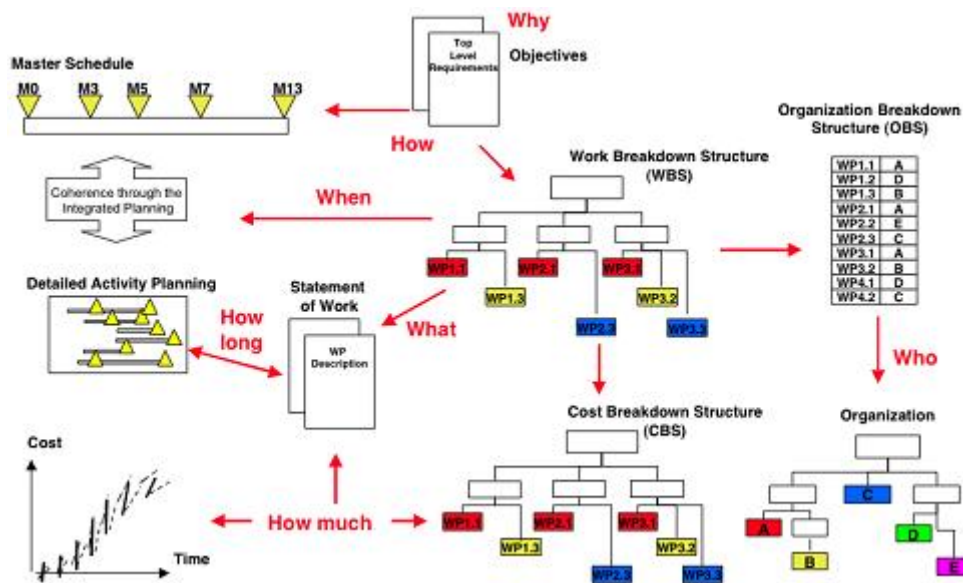 Why
Top
Level
Requirements
Objectives
Master Schedule
M0 M3 M5 M7 M13
How
Organization Breakdown
Structure (OBS)
Work Breakdown Structure
(WBS)
WP1.1 A
WP1.2 D
WP1.3 B
WP2.1 A
WP2.2 E
WP2.3 C
WP3.1 A
WP3.2 B
WP4.1 D
WP4.2 C
Coherence through the
Integrated Planning
When
WP1.1 WP2.1 WP3.1
WP1.3 WP3.2
WP2.3 WP3.3
Detailed Activity Planning
Statement
of Work
What
How
long
WP
Description
Who
Cost Breakdown Structure
(CBS)
Organization
Cost
Time
How much
WP1.1 WP2.1 WP3.1
WP1.3 WP3.2
WP2.3 WP3.3
C
A
D
B
E